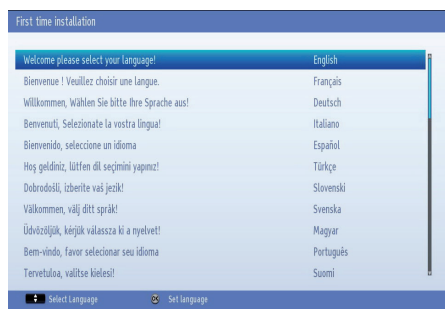 First time installation
Welcome please select your language! English
Bienvenue ! Veuillez choisir une langue. Français
Willkommen, Wählen Sie bitte Ihre Sprache aus! Deutsch
Benvenuti, Selezionate la vostra lingua! Italiano
Bienvenido, seleccione un idioma Español
Hoş geldiniz, lütfen dil seçimini yapınız! Türkçe
Dobrodošli, izberite vaš jezik! Slovenski
Välkommen, välj ditt språk! Svenska
Üdvözöljük, kérjük válassza ki a nyelvet! Magyar
Bem-vindo, favor selecionar seu idioma Português
Tervetuloa, valitse kielesi! Suomi
Select Language OK Set language